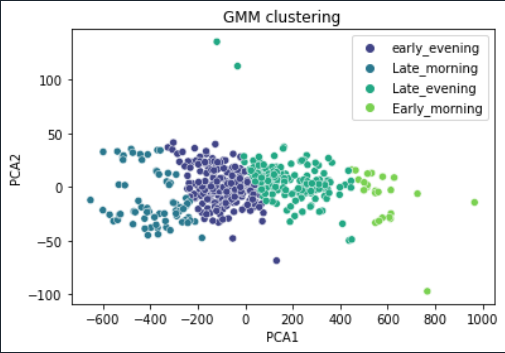 GMM clustering
early_evening
Late_morning
Late_evening
Early_morning
100
50
0
−50
−100
PCA2
−600
−400
−200
0
200
400
600
800
1000
PCA1